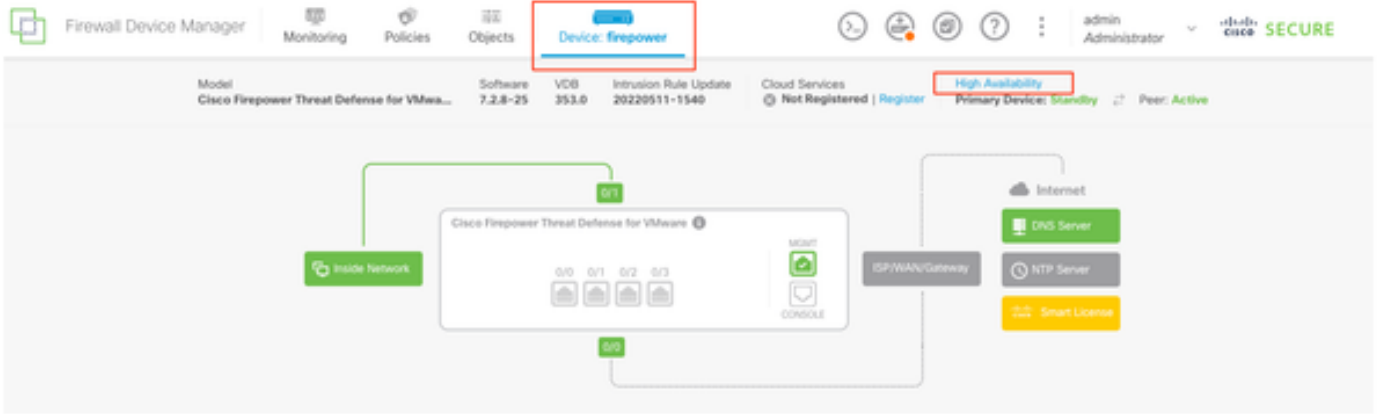 Firewall Device Manager
Monitoring
Policies
Objects
Device: firepower
admin
Administrator
cisco SECURE
Model
Cisco Firepower Threat Defense for VMwa...
Software
7.2.8-25
VDB
353.0
Intrusion Rule Update
20220511-1540
Cloud Services
Not Registered | Register
High Availability
Primary Device: Standby Peer: Active
0/1
Internet
Cisco Firepower Threat Defense for VMware
DNS Server
MGMT
Inside Network
0/0 0/1 0/2 0/3
ISP/WAN/Gateway
NTP Server
CONSOLE
Smart License
0/0